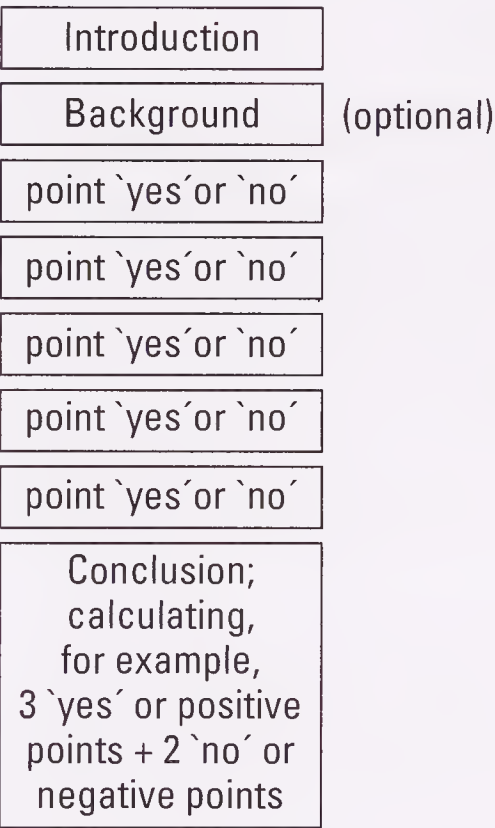 Introduction
Background (optional)
point `yes´or `no´
point `yes´or `no´
point `yes´or `no´
point `yes´or `no´
point `yes´or `no´
Conclusion;
calculating,
for example,
3 `yes´ or positive
points + 2 `no´ or
negative points